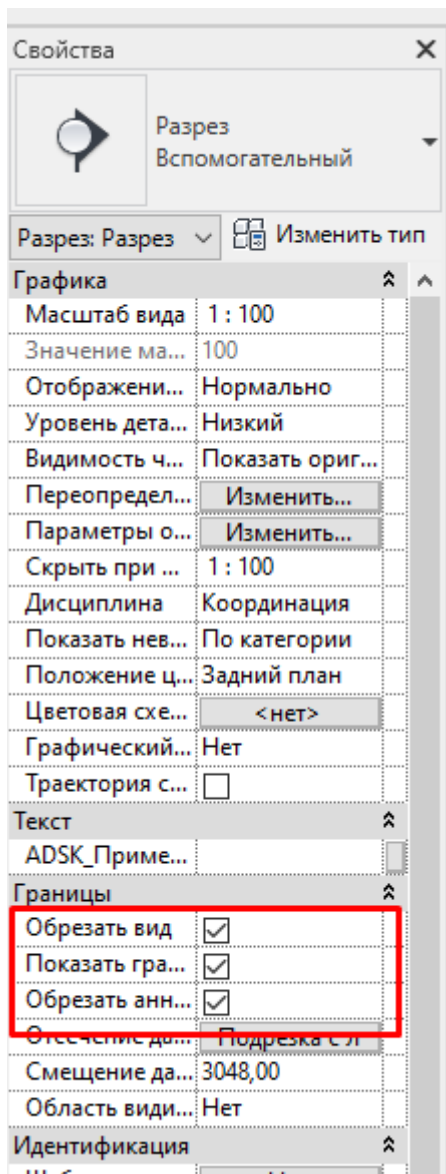 Свойства
Разрез
Вспомогательный
Разрез: Разрез Изменить тип
Графика
Масштаб вида 1 : 100
Значение ма... 100
Отображени... Нормально
Уровень дета... Низкий
Видимость ч... Показать ориг...
Переопредел... Изменить...
Параметры о... Изменить...
Скрыть при ... 1 : 100
Дисциплина Координация
Показать нев... По категории
Положение ц... Задний план
Цветовая схе... <нет>
Графический... Нет
Траектория с...
Текст
ADSK_Приме...
Границы
Обрезать вид
Показать гра...
Обрезать анн...
Отсечение да... Подрезка с л
Смещение да... 3048,00
Область види... Нет
Идентификация